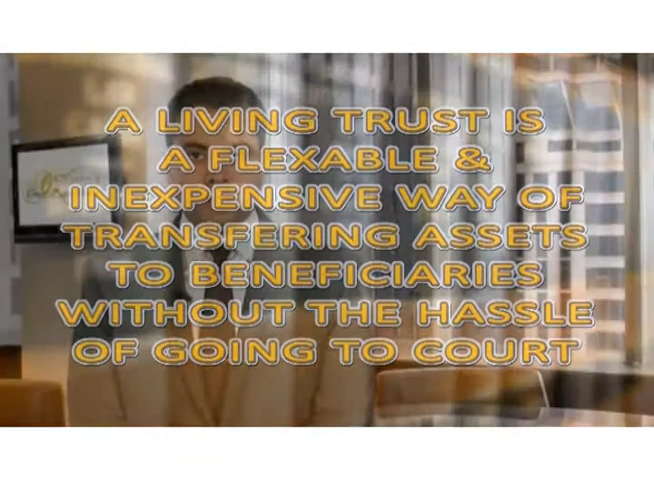 A LIVING TRUST IS
A FLEXABLE &
INEXPENSIVE WAY OF
TRANSFERING ASSETS
TO BENEFICIARIES
WITHOUT THE HASSLE
OF GOING TO COURT